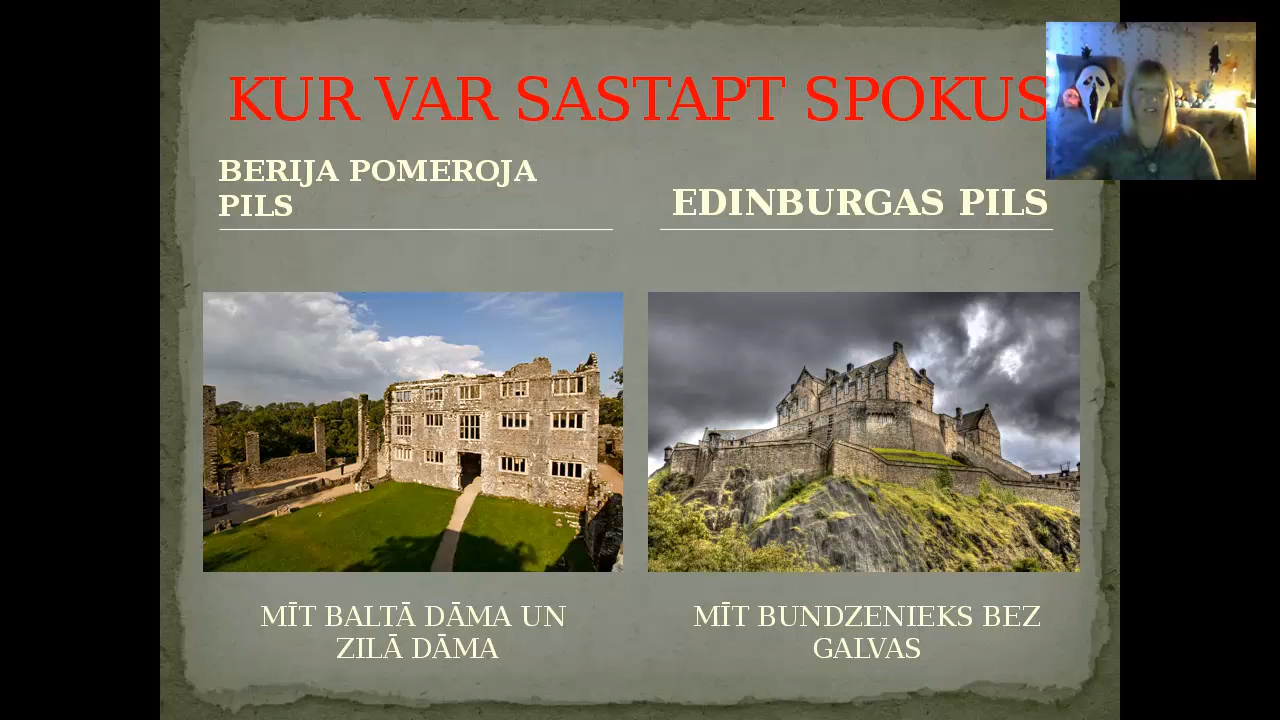 KUR VAR SASTAPT SPOKUS
BERIJA POMEROJA
PILS
EDINBURGAS PILS
MĪT BALTĀ DĀMA UN
ZILĀ DĀMA
MĪT BUNDZENIEKS BEZ
GALVAS